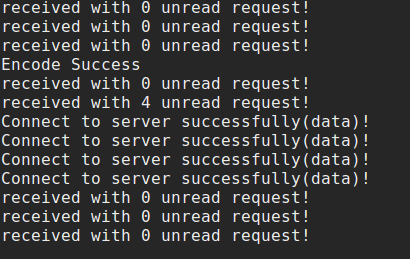 received with 0 unread request!
received with 0 unread request!
received with 0 unread request!
Encode Success
received with 0 unread request!
received with 4 unread request!
Connect to server successfully(data)!
Connect to server successfully(data)!
Connect to server successfully(data)!
Connect to server successfully(data)!
received with 0 unread request!
received with 0 unread request!
received with 0 unread request!